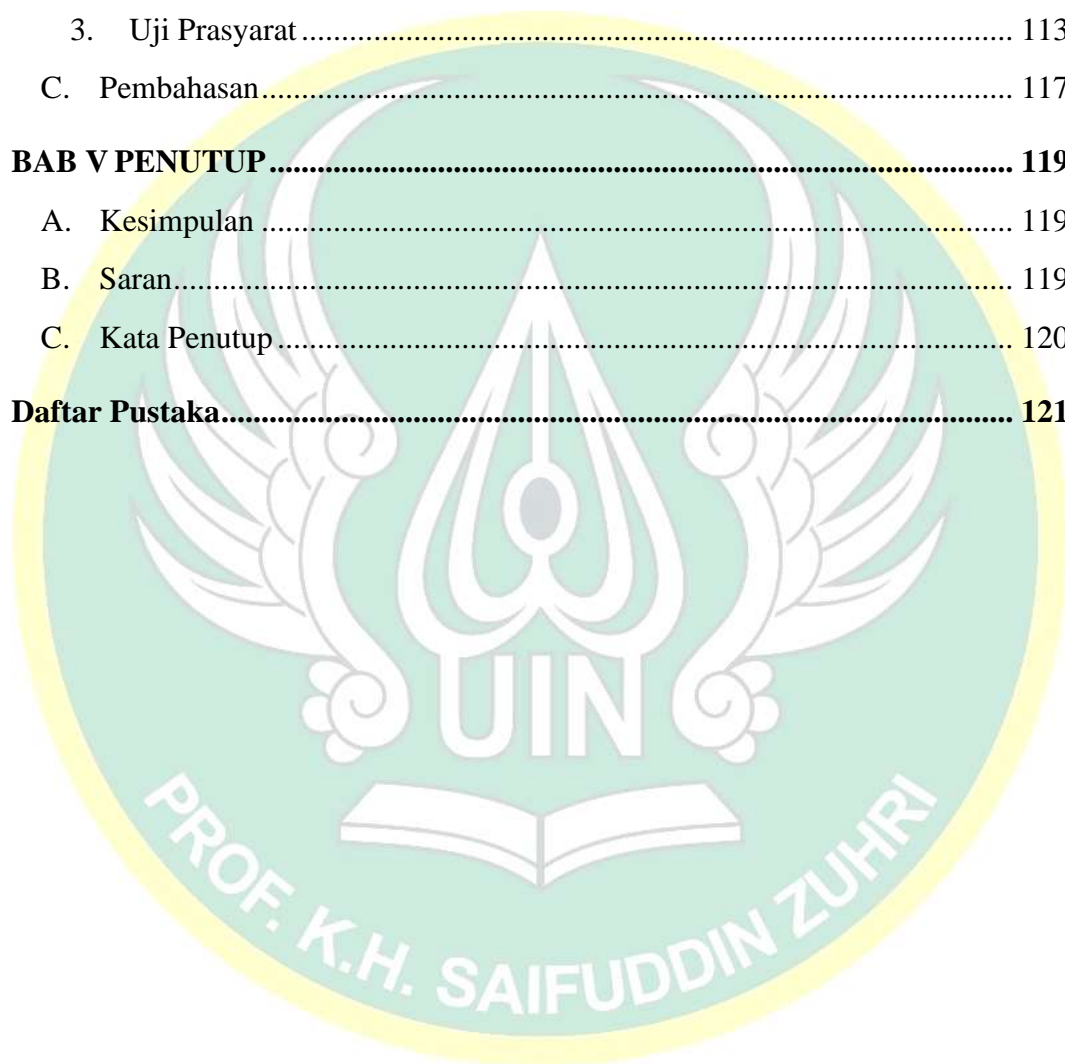 3. Uji Prasyarat ........................................................................................ 113
C. Pembahasan............................................................................................. 117
BAB V PENUTUP ............................................................................................ 119
A. Kesimpulan ............................................................................................. 119
B. Saran........................................................................................................ 119
C. Kata Penutup ........................................................................................... 120
Daftar Pustaka.................................................................................................. 121
UIN
PROF. K.H. SAIFUDDIN ZUHRI